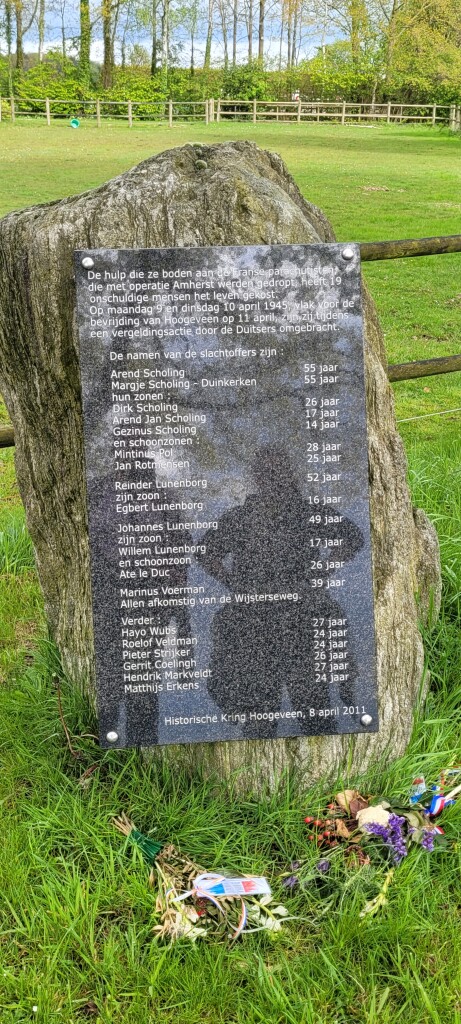 De hulp die ze boden aan de Franse parachutisten,
die met operatie Amherst werden gedropt, heeft 19
onschuldige mensen het leven gekost.
Op maandag 9 en dinsdag 10 april 1945, vlak voor de
bevrijding van Hoogeveen op 11 april, zijn zij tijdens
een vergeldingsactie door de Duitsers omgebracht.
De namen van de slachtoffers zijn :
Arend Scholing 55 jaar
Margje Scholing - Duinkerken 55 jaar
hun zonen :
Dirk Scholing 26 jaar
Arend Jan Scholing 17 jaar
Gezinus Scholing 14 jaar
en schoonzonen :
Mintinus Pol 28 jaar
Jan Rotmensen 25 jaar
Reinder Lunenborg 52 jaar
zijn zoon :
Egbert Lunenborg 16 jaar
Johannes Lunenborg 49 jaar
zijn zoon :
Willem Lunenborg 17 jaar
en schoonzoon
Ate le Duc 26 jaar
Marinus Voerman 39 jaar
Allen afkomstig van de Wijsterseweg.
Verder :
Hayo Wubs 27 jaar
Roelof Veldman 24 jaar
Pieter Strijker 24 jaar
Gerrit Coelingh 26 jaar
Hendrik Markveldt 27 jaar
Matthijs Erkens 24 jaar
Historische Kring Hoogeveen, 8 april 2011